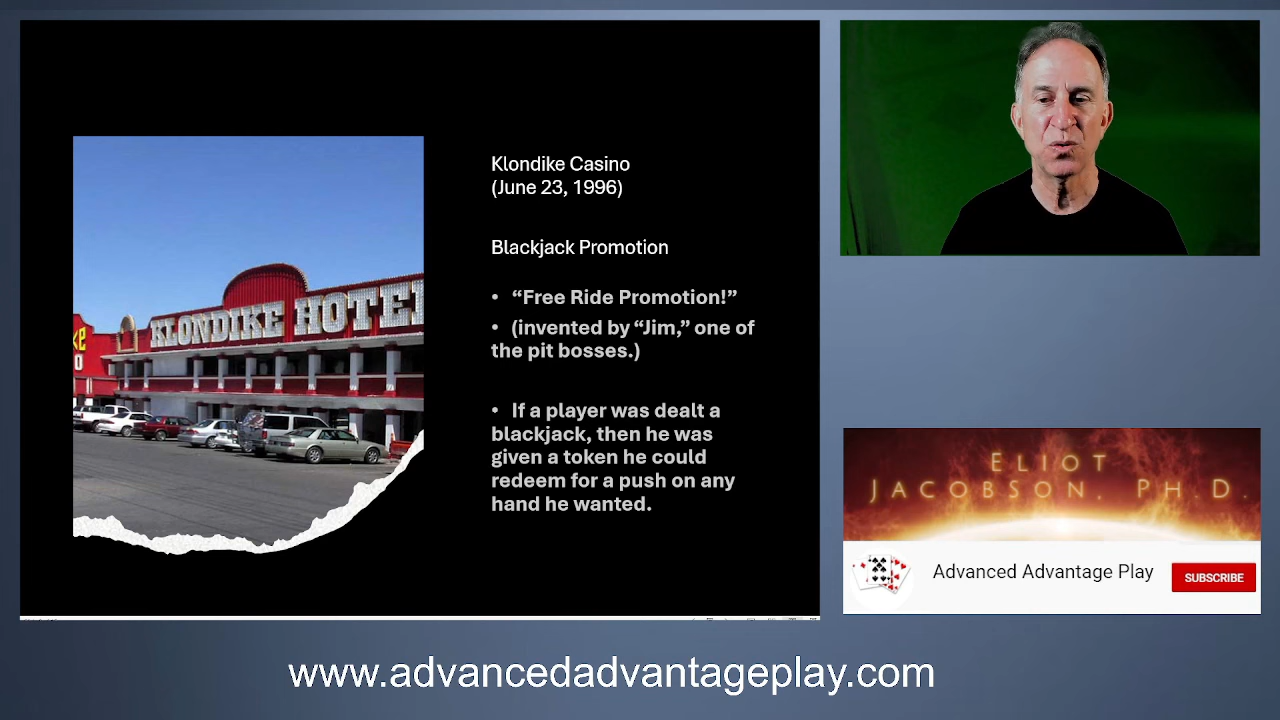 Klondike Casino
(June 23, 1996)
Blackjack Promotion
• “Free Ride Promotion!”
• (invented by “Jim,” one of
the pit bosses.)
• If a player was dealt a
blackjack, then he was
given a token he could
redeem for a push on any
hand he wanted.
KLONDIKE HOTE
ELIOT
JACOBSON, PH.D.
Advanced Advantage Play
SUBSCRIBE
www.advancedadvantageplay.com